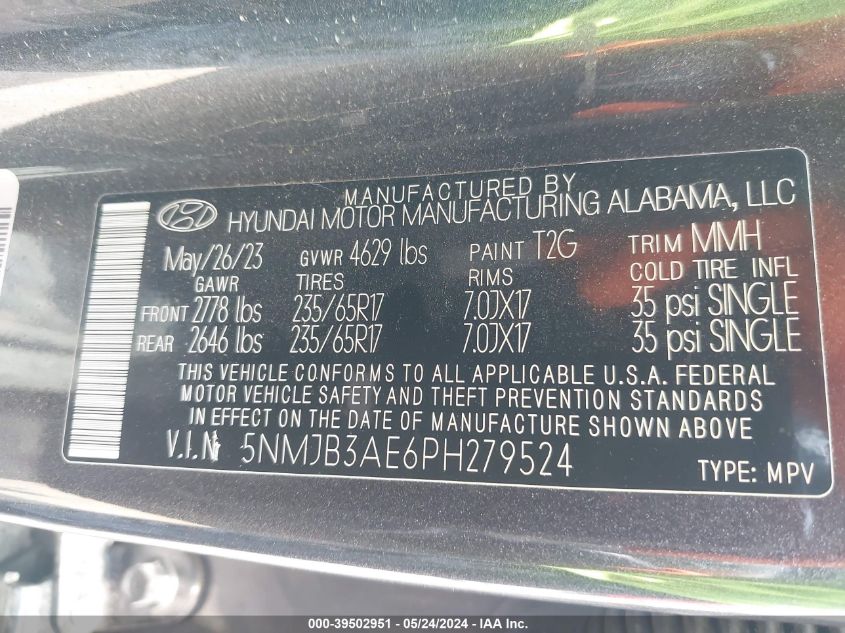 MANUFACTURED BY
HYUNDAI MOTOR MANUFACTURING ALABAMA, LLC
May/26/23 GVWR 4629 lbs PAINT T2G TRIM MMH
GAWR TIRES RIMS COLD TIRE INFL
FRONT 2778 lbs 235/65R17 7.0JX17 35 psi SINGLE
REAR 2646 lbs 235/65R17 7.0JX17 35 psi SINGLE
THIS VEHICLE CONFORMS TO ALL APPLICABLE U.S.A. FEDERAL
MOTOR VEHICLE SAFETY AND THEFT PREVENTION STANDARDS
IN EFFECT ON THE DATE OF MANUFACTURE SHOWN ABOVE
V.I.N: 5NMJB3AE6PH279524 TYPE: MPV
000-39502951 - 05/24/2024 - IAA Inc.